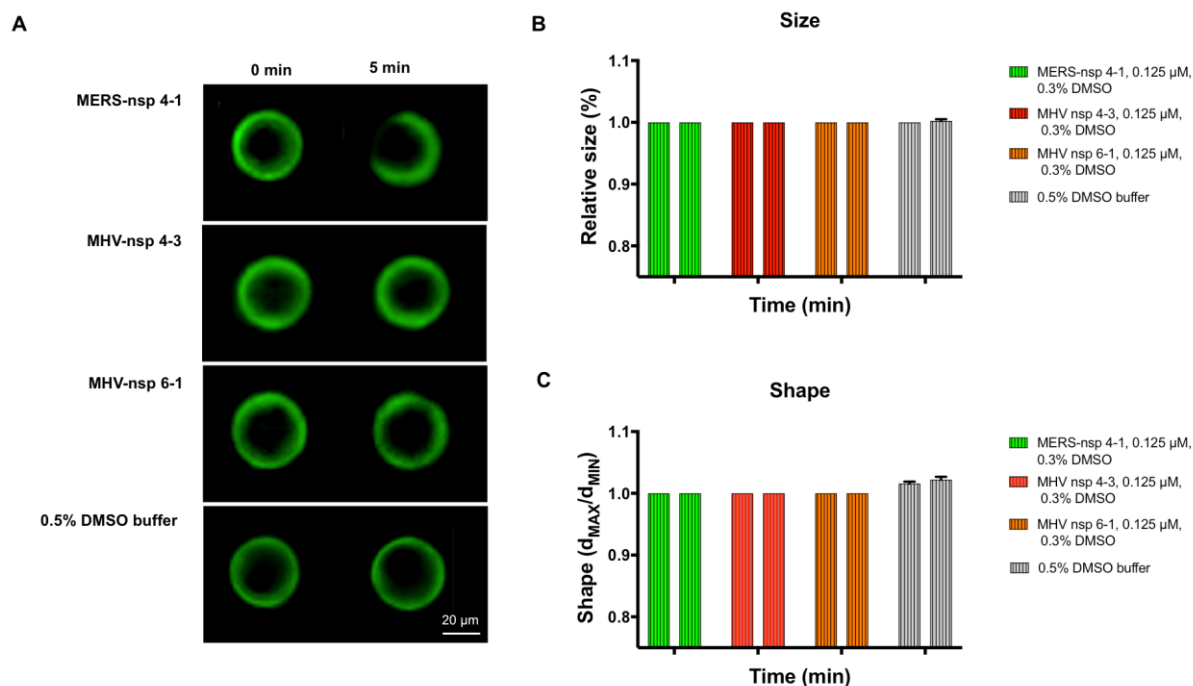 A
0 min 5 min
MERS-nsp 4-1
MHV-nsp 4-3
MHV-nsp 6-1
0.5% DMSO buffer
20 µm
B
Size
Relative size (%)
1.1
1.0
0.9
0.8
Time (min)
MERS-nsp 4-1, 0.125 µM,
0.3% DMSO
MHV nsp 4-3, 0.125 µM,
0.3% DMSO
MHV nsp 6-1, 0.125 µM,
0.3% DMSO
0.5% DMSO buffer
C
Shape
Shape (dMAX/dMIN)
1.1
1.0
0.9
0.8
Time (min)
MERS-nsp 4-1, 0.125 µM,
0.3% DMSO
MHV nsp 4-3, 0.125 µM,
0.3% DMSO
MHV nsp 6-1, 0.125 µM,
0.3% DMSO
0.5% DMSO buffer